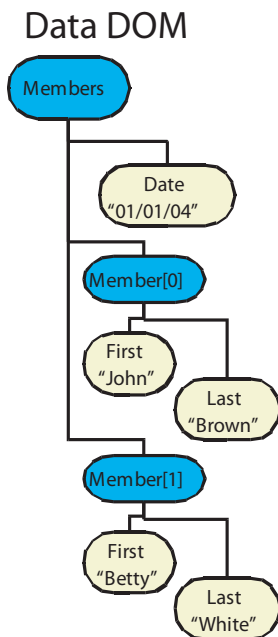 Data DOM
Members
Date
“01/01/04”
Member[0]
First
“John”
Last
“Brown”
Member[1]
First
“Betty”
Last
“White”